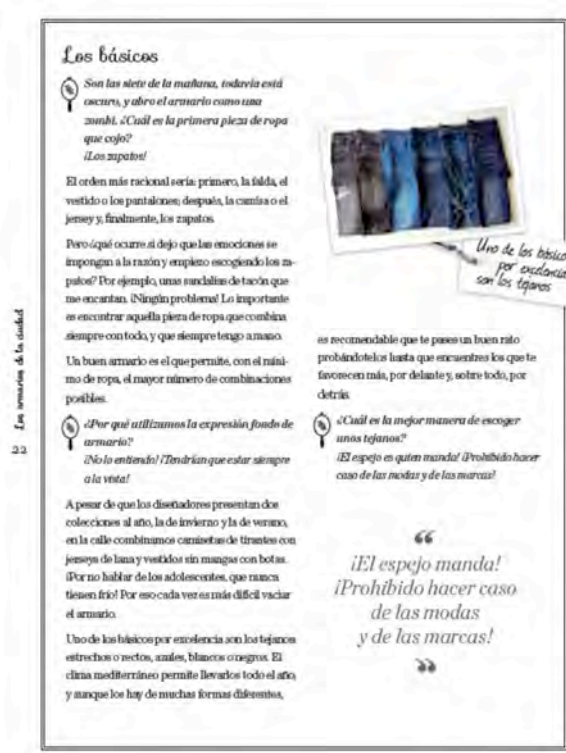 Los básicos
Son las siete de la mañana, todavía está
oscuro, y abro el armario como una
zombi. ¿Cuál es la primera pieza de ropa
que cojo?
¡Los zapatos!
El orden más racional sería: primero, la falda, el
vestido o los pantalones; después, la camisa o el
jersey y, finalmente, los zapatos.
Pero ¿qué ocurre si dejo que las emociones se
impongan a la razón y empiezo escogiendo los za-
patos? Por ejemplo, unas sandalias de tacón que
me encantan. ¡Ningún problema! Lo importante
es encontrar aquella pieza de ropa que combina
siempre con todo, y que siempre tengo a mano.
Un buen armario es el que permite, con el míni-
mo de ropa, el mayor número de combinaciones
posibles.
¿Por qué utilizamos la expresión fondo de
armario?
¡No lo entiendo! ¡Tendrían que estar siempre
a la vista!
A pesar de que los diseñadores presentan dos
colecciones al año, la de invierno y la de verano,
en la calle combinamos camisetas de tirantes con
jerseys de lana y vestidos sin mangas con botas.
¡Por no hablar de los adolescentes, que nunca
tienen frío! Por eso cada vez es más difícil vaciar
el armario.
Uno de los básicos por excelencia son los tejanos
estrechos o rectos, azules, blancos o negros. El
clima mediterráneo permite llevarlos todo el año,
y aunque los hay de muchas formas diferentes,
Uno de los básicos
por excelencia
son los tejanos
es recomendable que te pases un buen rato
probándotelos hasta que encuentres los que te
favorecen más, por delante y, sobre todo, por
detrás.
¿Cuál es la mejor manera de escoger
unos tejanos?
¡El espejo es quien manda! ¡Prohibido hacer
caso de las modas y de las marcas!
“
¡El espejo manda!
¡Prohibido hacer caso
de las modas
y de las marcas!
”
Los armarios de la ciudad
22